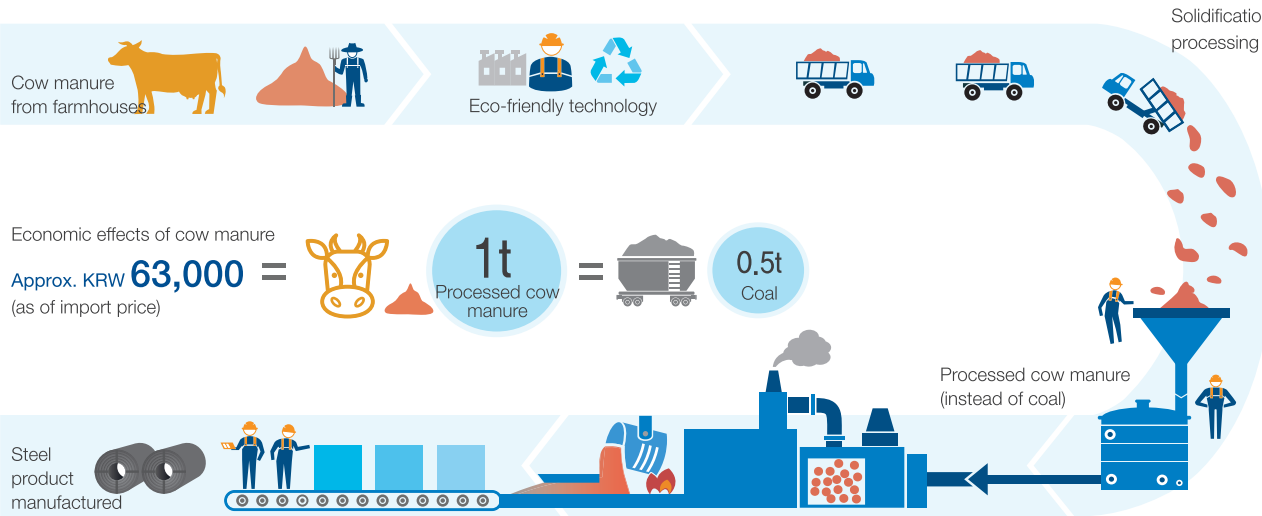 Solidificatio
processing
Cow manure
from farmhouses
Eco-friendly technology
Economic effects of cow manure
Approx. KRW 63,000
(as of import price)
=
1t
Processed cow
manure
=
0.5t
Coal
Processed cow manure
(instead of coal)
Steel
product
manufactured